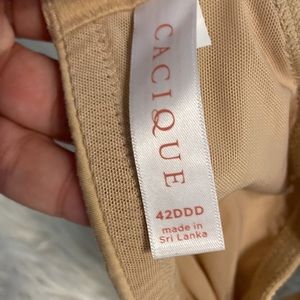 CACIQUE
42DDD
made in
Sri Lanka